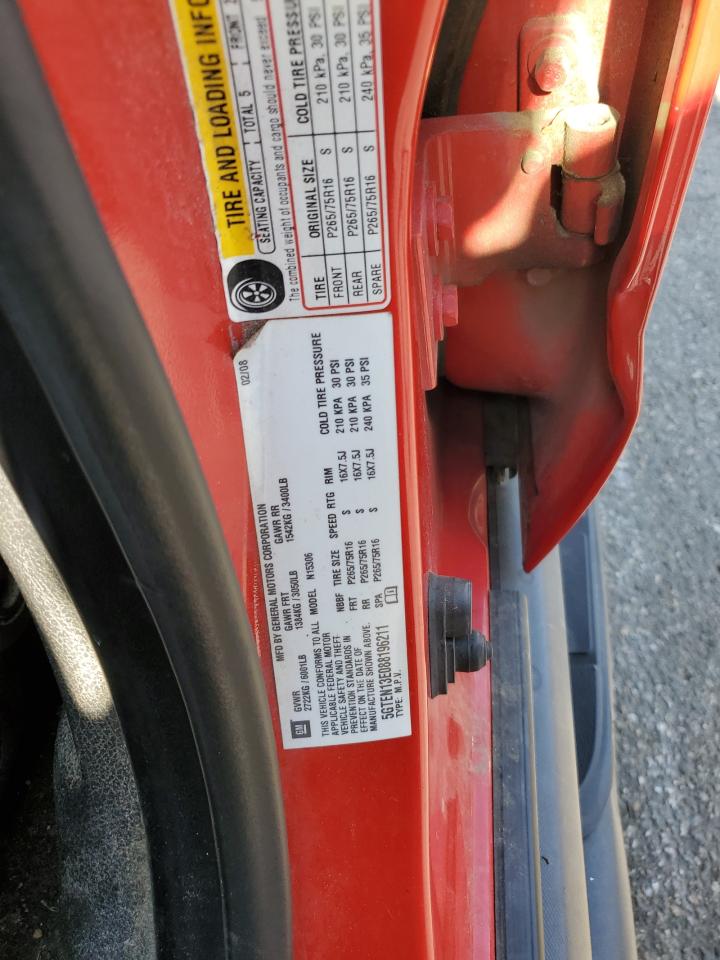 TIRE AND LOADING INFO
SEATING CAPACITY TOTAL 5 FRONT
The combined weight of occupants and cargo should never exceed
TIRE ORIGINAL SIZE COLD TIRE PRESSU
FRONT P265/75R16 S 210 kPa, 30 PSI
REAR P265/75R16 S 210 kPa, 30 PSI
SPARE P265/75R16 S 240 kPa, 35 PSI
02/08
MFD BY GENERAL MOTORS CORPORATION
GM GVWR GAWR FRT GAWR RR
2722KG / 6001LB 1384KG / 3050LB 1542KG / 3400LB
THIS VEHICLE CONFORMS TO ALL MODEL N15306
APPLICABLE FEDERAL MOTOR
VEHICLE SAFETY AND THEFT
PREVENTION STANDARDS IN
EFFECT ON THE DATE OF
MANUFACTURE SHOWN ABOVE.
NBBF TIRE SIZE SPEED RTG RIM COLD TIRE PRESSURE
FRT P265/75R16 S 16X7.5J 210 KPA 30 PSI
RR P265/75R16 S 16X7.5J 210 KPA 30 PSI
SPA P265/75R16 S 16X7.5J 240 KPA 35 PSI
5GTEN13E088196211
TYPE: M.P.V.